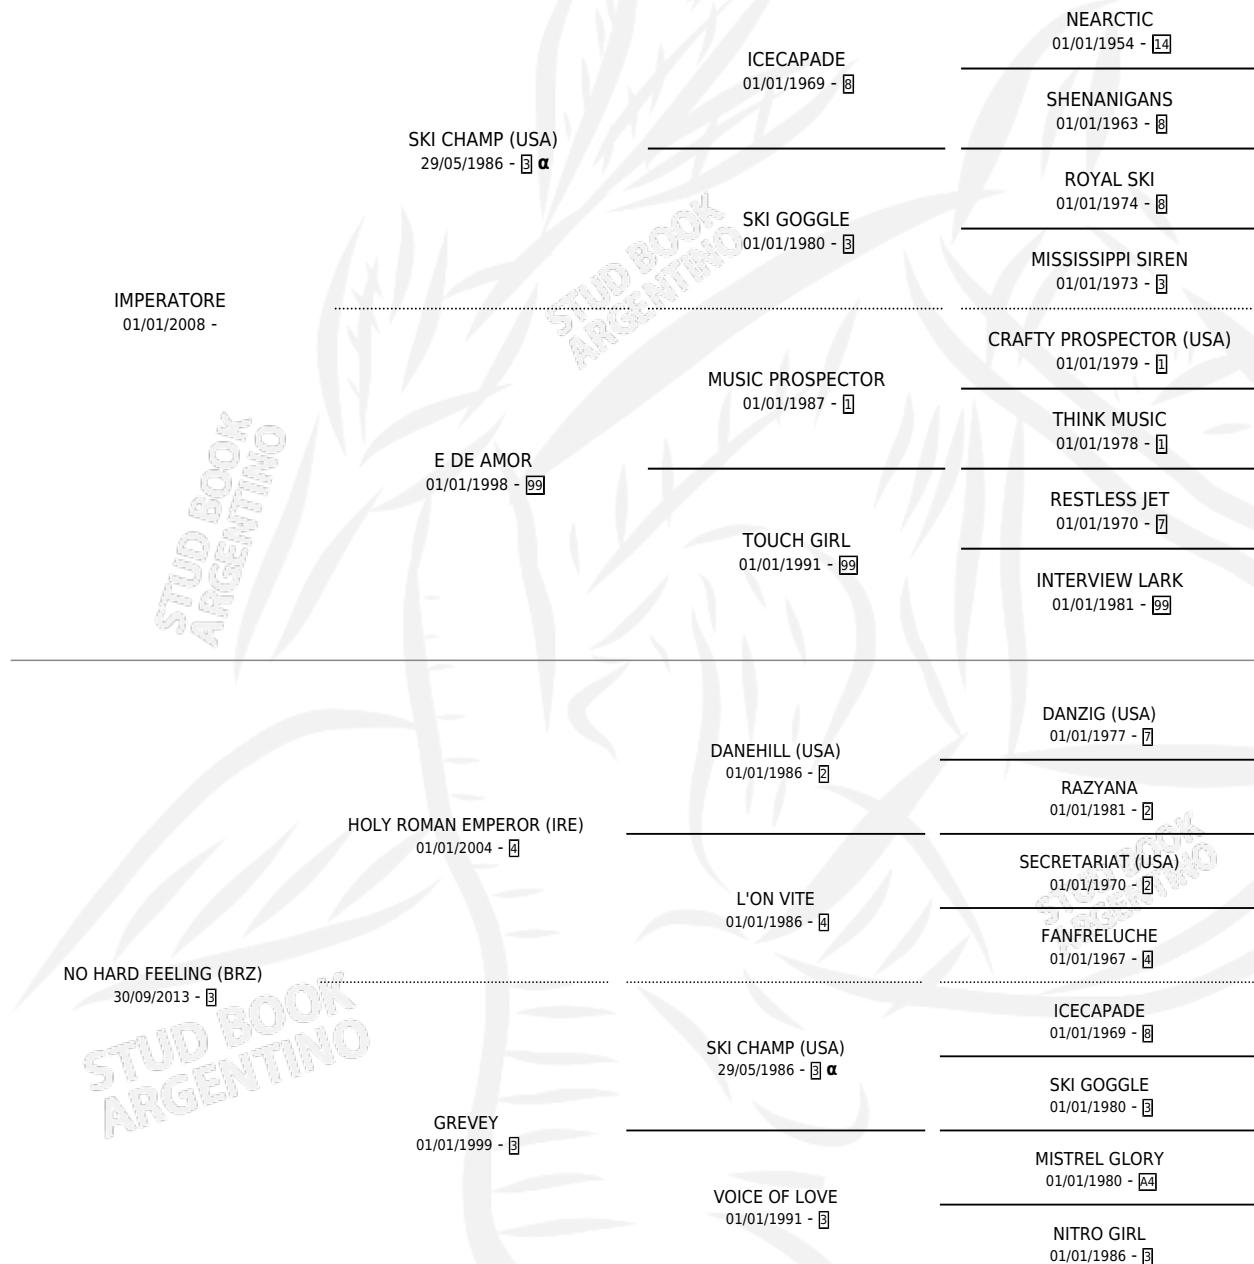 NEARCTIC
01/01/1954 - 14
ICECAPADE
01/01/1969 - 8
SHENANIGANS
01/01/1963 - 8
SKI CHAMP (USA)
29/05/1986 - 3 α
ROYAL SKI
01/01/1974 - 8
SKI GOGGLE
01/01/1980 - 3
MISSISSIPPI SIREN
01/01/1973 - 3
STUD BOOK
ARGENTINO
IMPERATORE
01/01/2008 -
CRAFTY PROSPECTOR (USA)
01/01/1979 - 1
MUSIC PROSPECTOR
01/01/1987 - 1
THINK MUSIC
01/01/1978 - 1
E DE AMOR
01/01/1998 - 99
RESTLESS JET
01/01/1970 - 7
TOUCH GIRL
01/01/1991 - 99
INTERVIEW LARK
01/01/1981 - 99
STUD BOOK
ARGENTINO
DANZIG (USA)
01/01/1977 - 7
DANEHILL (USA)
01/01/1986 - 2
RAZYANA
01/01/1981 - 2
HOLY ROMAN EMPEROR (IRE)
01/01/2004 - 4
SECRETARIAT (USA)
01/01/1970 - 2
L'ON VITE
01/01/1986 - 4
FANFRELUCHE
01/01/1967 - 4
STUD BOOK
ARGENTINO
NO HARD FEELING (BRZ)
30/09/2013 - 3
ICECAPADE
01/01/1969 - 8
SKI CHAMP (USA)
29/05/1986 - 3 α
SKI GOGGLE
01/01/1980 - 3
STUD BOOK
ARGENTINO
GREVEY
01/01/1999 - 3
MISTREL GLORY
01/01/1980 - A4
VOICE OF LOVE
01/01/1991 - 3
NITRO GIRL
01/01/1986 - 3